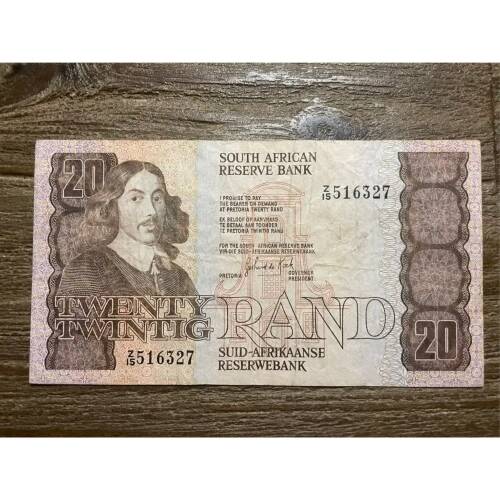 20
SOUTH AFRICAN
RESERVE BANK
Z/15 516327
I PROMISE TO PAY
THE BEARER ON DEMAND
AT PRETORIA TWENTY RAND
EK BELOOF OM AAN
TE BETAAL AAN TOONDER
TE PRETORIA TWINTIG RAND
FOR THE SOUTH AFRICAN RESERVE BANK
VIR DIE SUID-AFRIKAANSE RESERWEBANK
PRETORIA
GOVERNOR
PRESIDENT
TWENTY
TWINTIG
RAND
20
Z/15 516327
SUID-AFRIKAANSE
RESERWEBANK